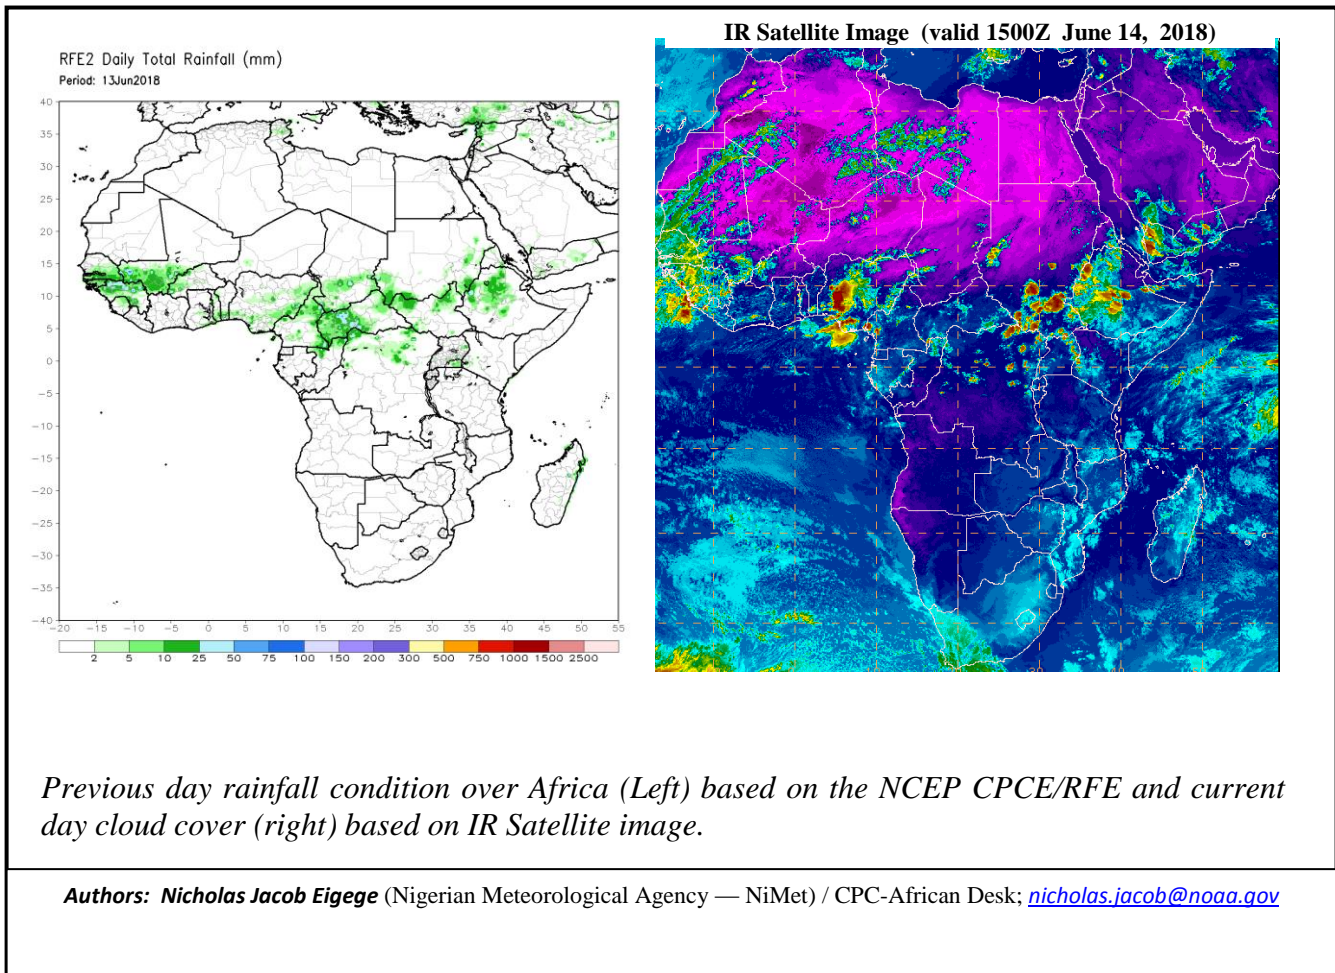 IR Satellite Image (valid 1500Z June 14, 2018)
RFE2 Daily Total Rainfall (mm)
Period: 13Jun2018
40
35
30
25
20
15
10
5
0
-5
-10
-15
-20
-25
-30
-35
-40
-20 -15 -10 -5 0 5 10 15 20 25 30 35 40 45 50 55
2 5 10 25 50 75 100 150 200 300 500 750 1000 1500 2500
Previous day rainfall condition over Africa (Left) based on the NCEP CPCE/RFE and current
day cloud cover (right) based on IR Satellite image.
Authors: Nicholas Jacob Eigege (Nigerian Meteorological Agency — NiMet) / CPC-African Desk; nicholas.jacob@noaa.gov